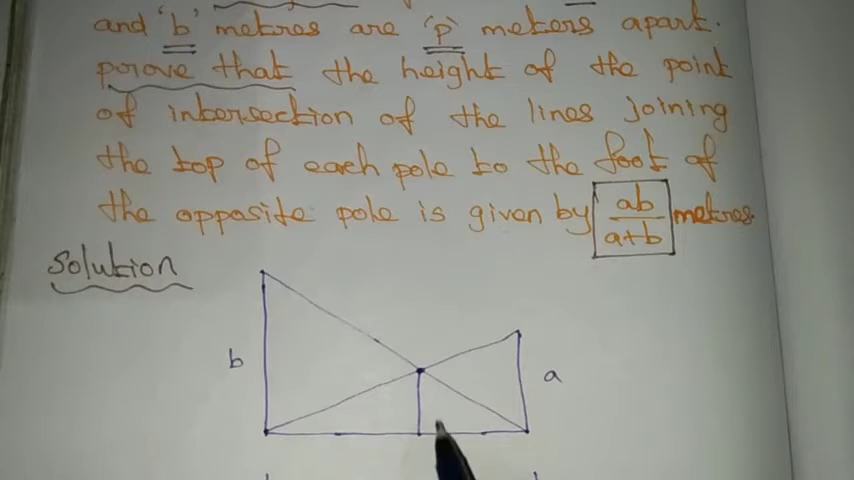 and 'b' metres are 'p' meters apart.
prove that the height of the point
of intersection of the lines joining
the top of each pole to the foot of
the opposite pole is given by ab/a+b metres.
Solution
b
a